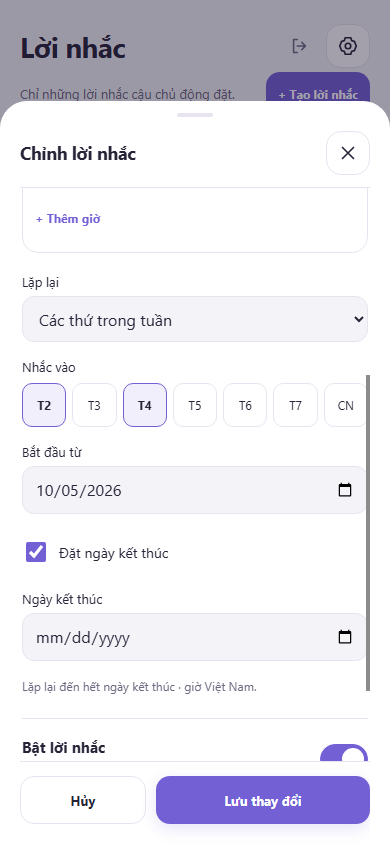 Lời nhắc
Chỉ những lời nhắc cậu chủ động đặt.
+ Tạo lời nhắc
Chỉnh lời nhắc
+ Thêm giờ
Lặp lại
Các thứ trong tuần
Nhắc vào
T2 T3 T4 T5 T6 T7 CN
Bắt đầu từ
10/05/2026
Đặt ngày kết thúc
Ngày kết thúc
mm/dd/yyyy
Lặp lại đến hết ngày kết thúc · giờ Việt Nam.
Bật lời nhắc
Hủy Lưu thay đổi